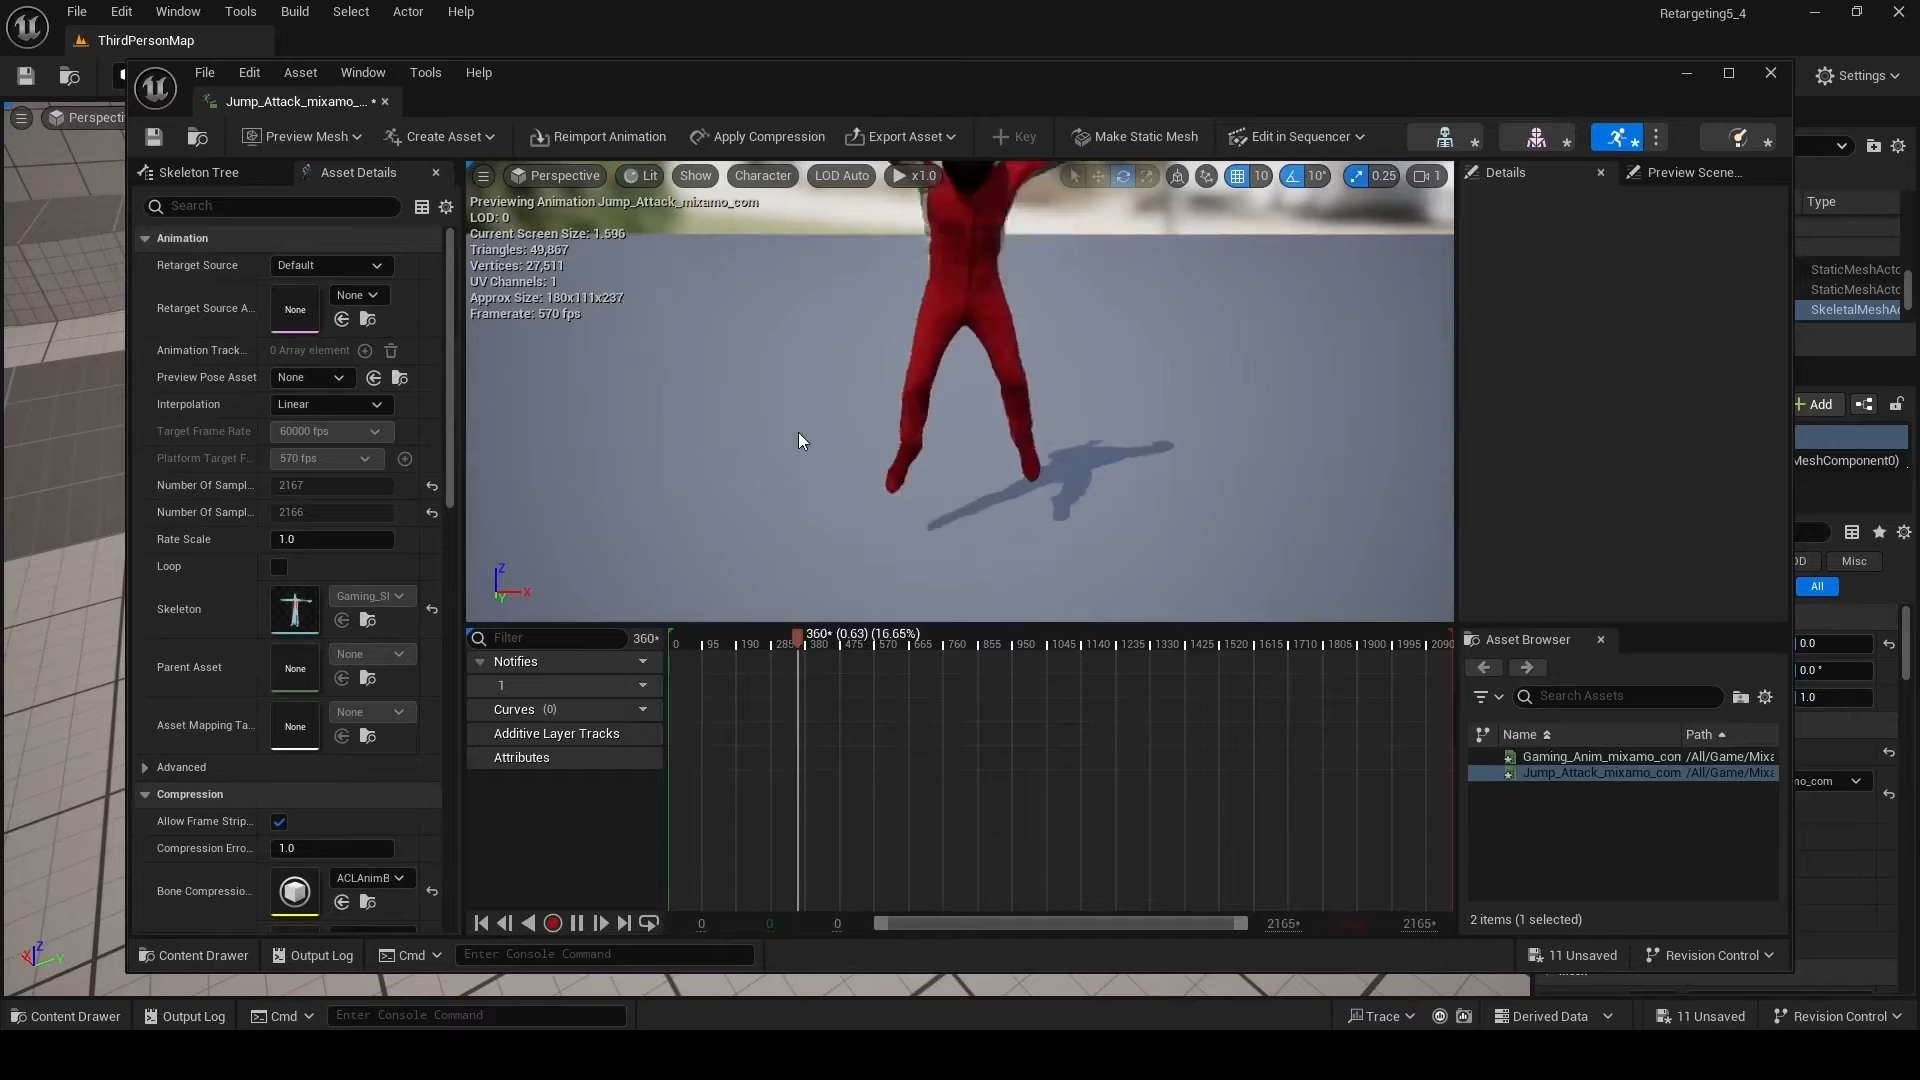 File Edit Window Tools Build Select Actor Help
Retargeting5_4
ThirdPersonMap
Settings
File Edit Asset Window Tools Help
Jump_Attack_mixamo_... *
Perspecti
Preview Mesh Create Asset Reimport Animation Apply Compression Export Asset Key Make Static Mesh Edit in Sequencer
Skeleton Tree Asset Details
Search
Perspective Lit Show Character LOD Auto x1.0 10 10° 0.25 1
Previewing Animation Jump_Attack_mixamo_com
LOD: 0
Current Screen Size: 1.596
Triangles: 49,867
Vertices: 27,511
UV Channels: 1
Approx Size: 180x111x237
Framerate: 570 fps
Details Preview Scene...
Type
StaticMeshActo
StaticMeshActo
SkeletalMeshAc
Add
MeshComponent0)
Misc
All
0.0
0.0 °
1.0
mo_com
Animation
Retarget Source Default
Retarget Source A... None None
Animation Track... 0 Array element
Preview Pose Asset None
Interpolation Linear
Target Frame Rate 60000 fps
Platform Target F... 570 fps
Number Of Sampl... 2167
Number Of Sampl... 2166
Rate Scale 1.0
Loop
Skeleton Gaming_Sl
Parent Asset None None
Asset Mapping Ta... None None
Advanced
Compression
Allow Frame Strip...
Compression Erro... 1.0
Bone Compressio... ACLAnimB
Z
X
Y
Filter 360*
360* (0.63) (16.65%)
0 95 190 285 380 475 570 665 760 855 950 1045 1140 1235 1330 1425 1520 1615 1710 1805 1900 1995 2090
Notifies
1
Curves (0)
Additive Layer Tracks
Attributes
0 0 0 2165* 2165*
Asset Browser
Search Assets
Name Path
Gaming_Anim_mixamo_con /All/Game/Mixa
Jump_Attack_mixamo_com /All/Game/Mixa
2 items (1 selected)
Content Drawer Output Log Cmd Enter Console Command
11 Unsaved Revision Control
X Z Y
Content Drawer Output Log Cmd Enter Console Command
Trace Derived Data 11 Unsaved Revision Control